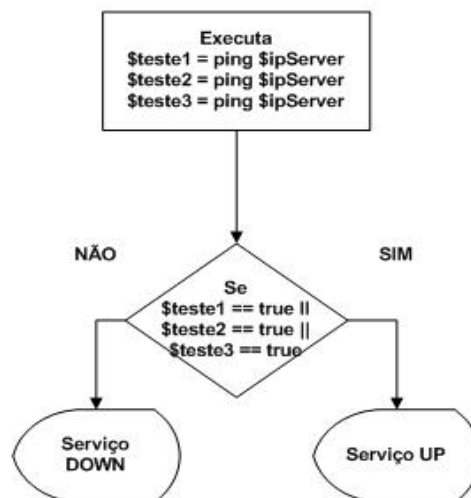 Executa
$teste1 = ping $ipServer
$teste2 = ping $ipServer
$teste3 = ping $ipServer
NÃO
SIM
Se
$teste1 == true ||
$teste2 == true ||
$teste3 == true
Serviço
DOWN
Serviço UP